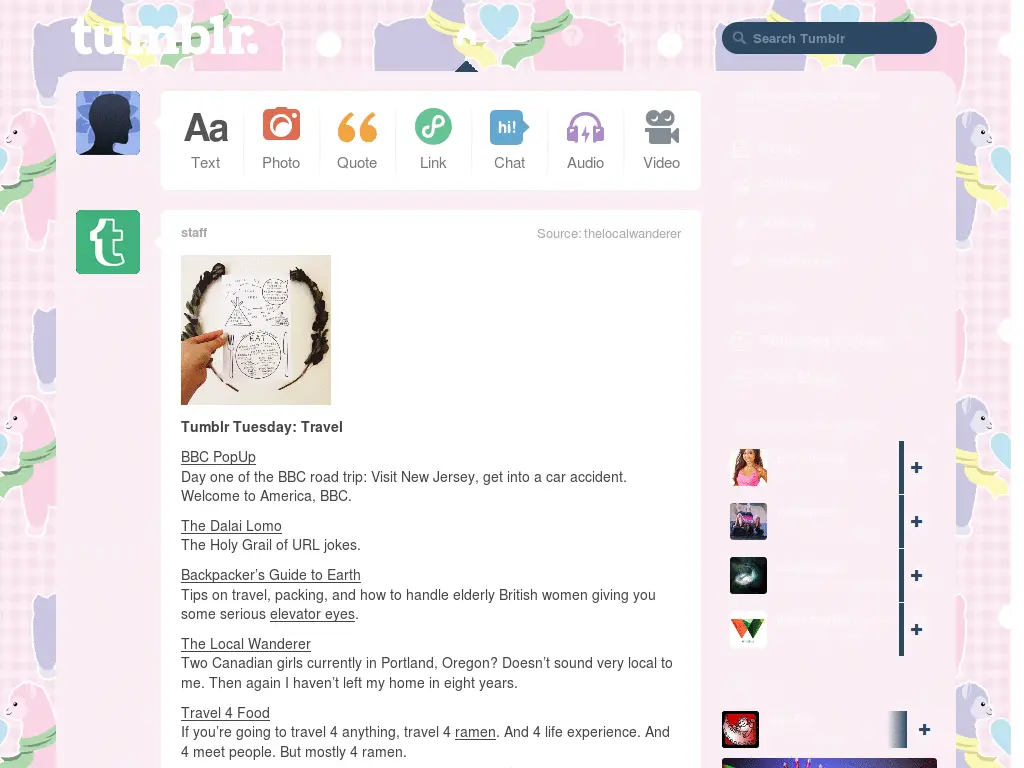 tumblr.
Search Tumblr
Aa
hi!
Text
Photo
Quote
Link
Chat
Audio
Video
staff
Source: thelocalwanderer
EAT
Tumblr Tuesday: Travel
BBC PopUp
Day one of the BBC road trip: Visit New Jersey, get into a car accident.
Welcome to America, BBC.
The Dalai Lomo
The Holy Grail of URL jokes.
Backpacker’s Guide to Earth
Tips on travel, packing, and how to handle elderly British women giving you
some serious elevator eyes.
The Local Wanderer
Two Canadian girls currently in Portland, Oregon? Doesn’t sound very local to
me. Then again I haven’t left my home in eight years.
Travel 4 Food
If you’re going to travel 4 anything, travel 4 ramen. And 4 life experience. And
4 meet people. But mostly 4 ramen.